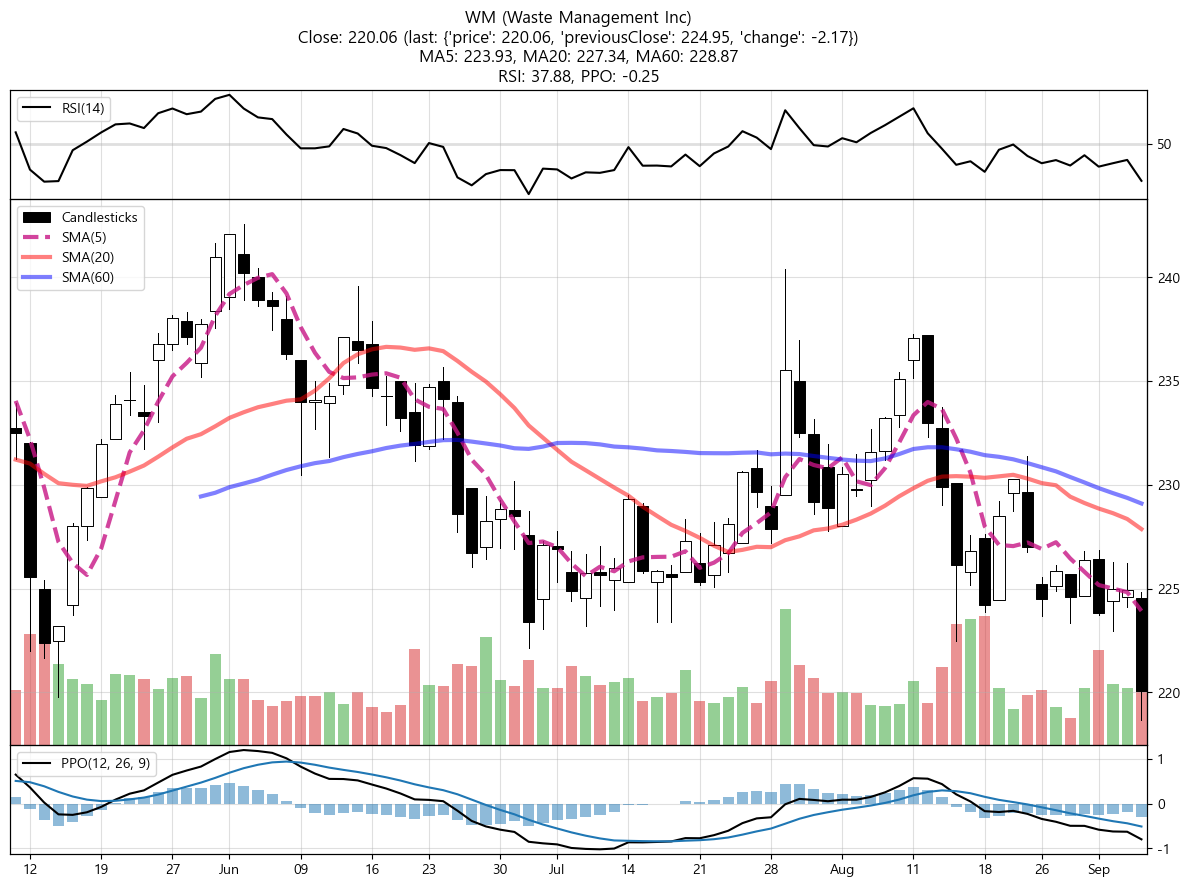 WM (Waste Management Inc)
Close: 220.06 (last: {'price': 220.06, 'previousClose': 224.95, 'change': -2.17})
MA5: 223.93, MA20: 227.34, MA60: 228.87
RSI: 37.88, PPO: -0.25
RSI(14)
50
Candlesticks
SMA(5)
SMA(20)
SMA(60)
240
235
230
225
220
PPO(12, 26, 9)
1
0
-1
12 19 27 Jun 09 16 23 Jul 14 21 28 Aug 11 18 26 Sep